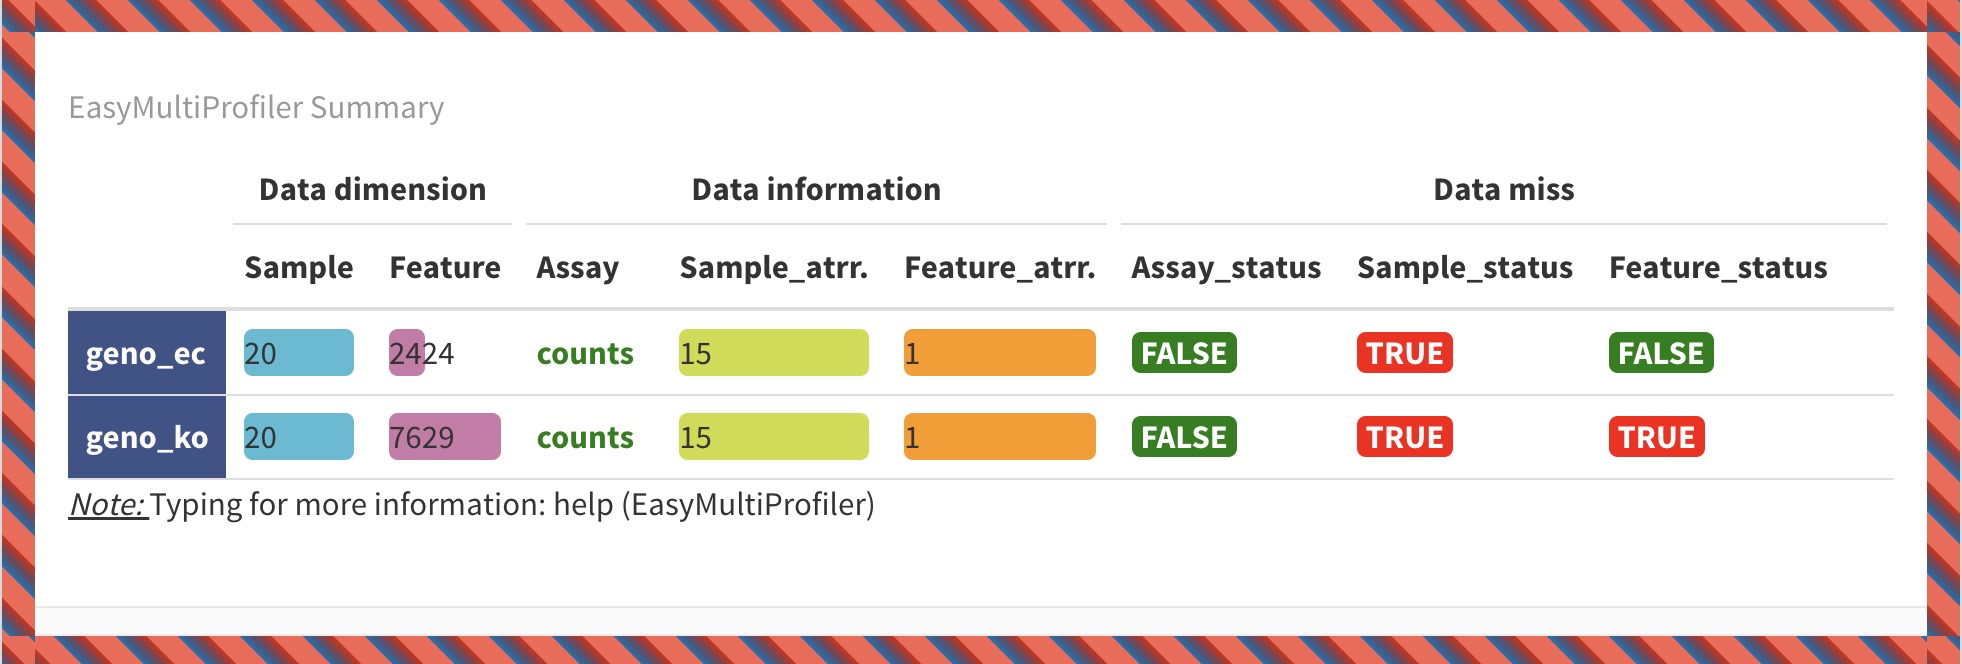 EasyMultiProfiler Summary
Data dimension Data information Data miss
Sample Feature Assay Sample_atrr. Feature_atrr. Assay_status Sample_status Feature_status
geno_ec 20 2424 counts 15 1 FALSE TRUE FALSE
geno_ko 20 7629 counts 15 1 FALSE TRUE TRUE
Note: Typing for more information: help (EasyMultiProfiler)